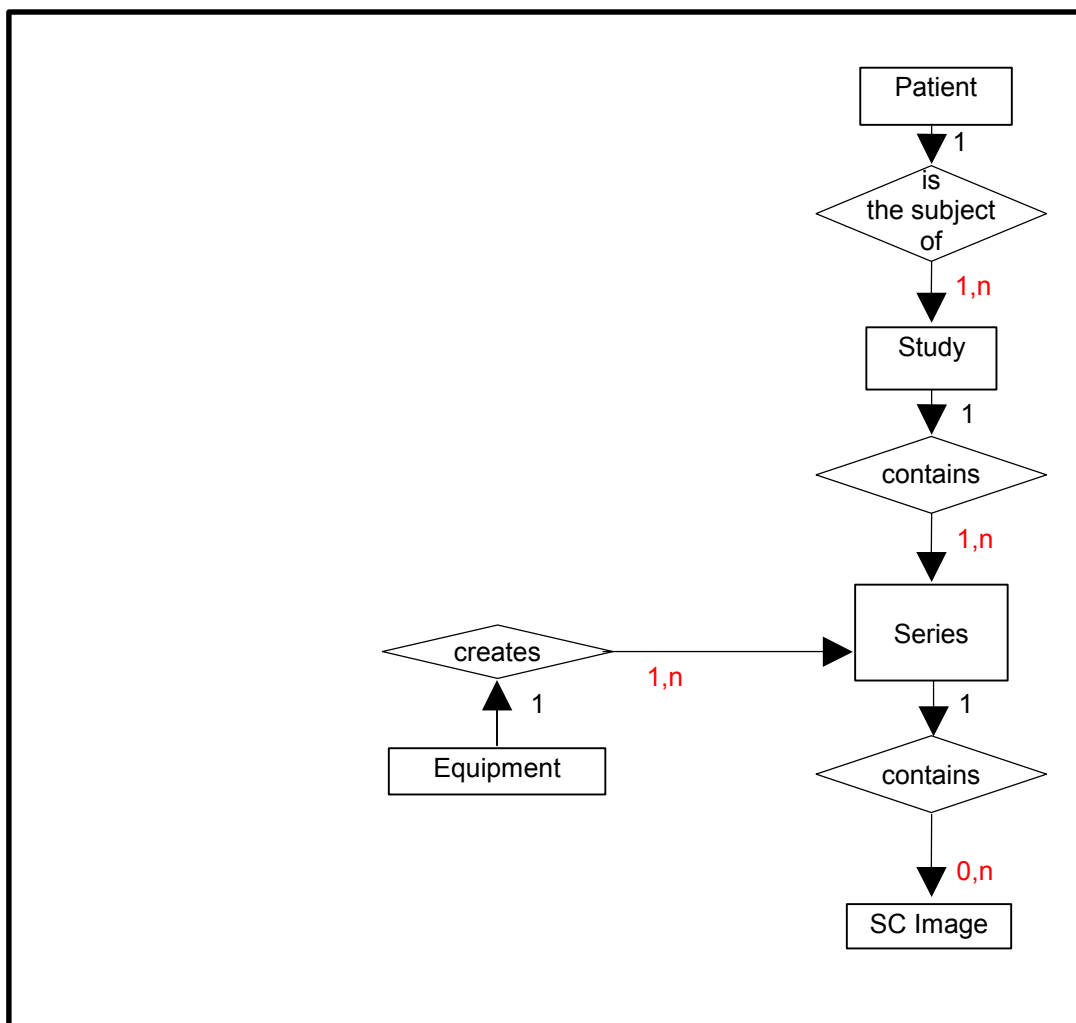 Patient
1
is
the subject
of
1,n
Study
1
contains
1,n
Series
creates
1,n
1
1
Equipment
contains
0,n
SC Image